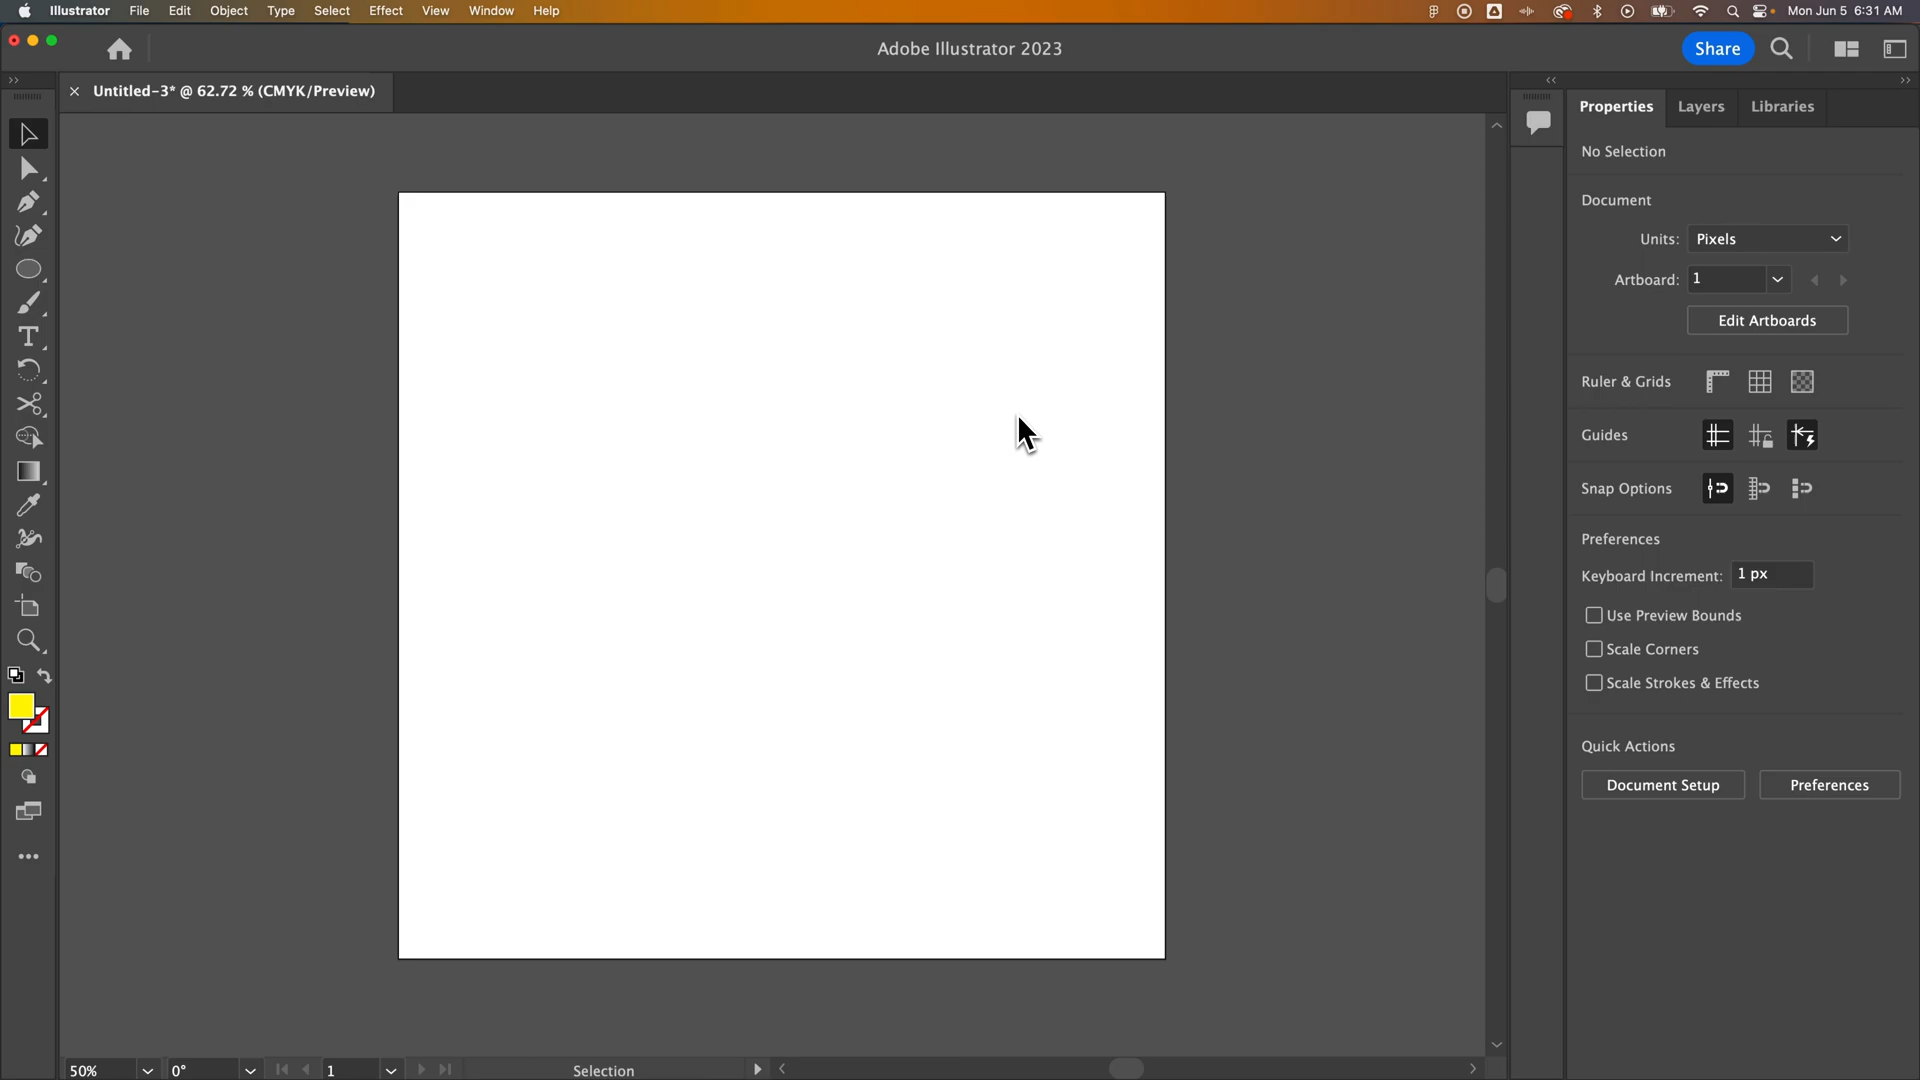 Illustrator File Edit Object Type Select Effect View Window Help Mon Jun 5 6:31 AM
Adobe Illustrator 2023
Share
Untitled-3* @ 62.72 % (CMYK/Preview)
Properties Layers Libraries
No Selection
Document
Units: Pixels
Artboard: 1
Edit Artboards
Ruler & Grids
Guides
Snap Options
Preferences
Keyboard Increment: 1 px
Use Preview Bounds
Scale Corners
Scale Strokes & Effects
Quick Actions
Document Setup Preferences
50% 0° 1 Selection